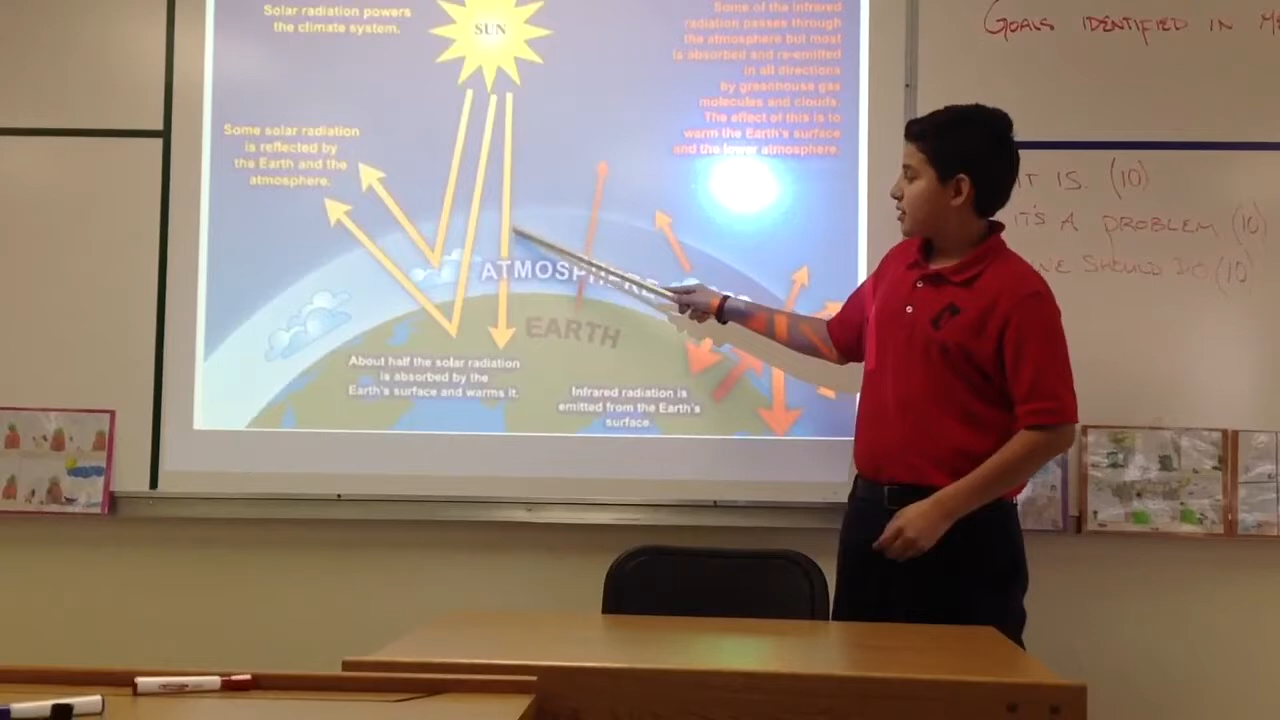 Solar radiation powers
the climate system.
SUN
Some of the infrared
radiation passes through
the atmosphere but most
is absorbed and re-emitted
in all directions
by greenhouse gas
molecules and clouds.
The effect of this is to
warm the Earth's surface
and the lower atmosphere.
Some solar radiation
is reflected by
the Earth and the
atmosphere.
ATMOSPHERE
EARTH
About half the solar radiation
is absorbed by the
Earth's surface and warms it.
Infrared radiation is
emitted from the Earth's
surface.
GOALS IDENTIFIED IN
IT IS. (10)
IT'S A PROBLEM (10)
WE SHOULD DO (10)